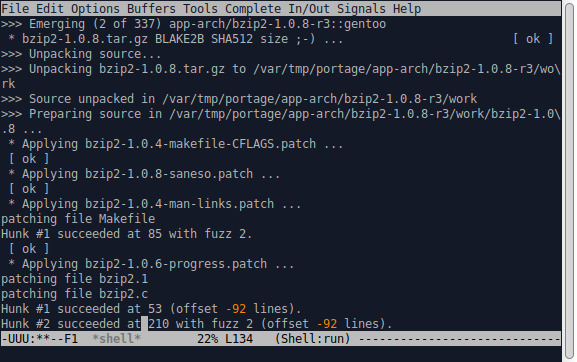 File Edit Options Buffers Tools Complete In/Out Signals Help
>>> Emerging (2 of 337) app-arch/bzip2-1.0.8-r3::gentoo
 * bzip2-1.0.8.tar.gz BLAKE2B SHA512 size ;-) ...                        [ ok ]
>>> Unpacking source...
>>> Unpacking bzip2-1.0.8.tar.gz to /var/tmp/portage/app-arch/bzip2-1.0.8-r3/wo\
rk
>>> Source unpacked in /var/tmp/portage/app-arch/bzip2-1.0.8-r3/work
>>> Preparing source in /var/tmp/portage/app-arch/bzip2-1.0.8-r3/work/bzip2-1.0\
.8 ...
 * Applying bzip2-1.0.4-makefile-CFLAGS.patch ...
 [ ok ]
 * Applying bzip2-1.0.8-saneso.patch ...
 [ ok ]
 * Applying bzip2-1.0.4-man-links.patch ...
patching file Makefile
Hunk #1 succeeded at 85 with fuzz 2.
 [ ok ]
 * Applying bzip2-1.0.6-progress.patch ...
patching file bzip2.1
patching file bzip2.c
Hunk #1 succeeded at 53 (offset -92 lines).
Hunk #2 succeeded at 210 with fuzz 2 (offset -92 lines).
-UUU:**--F1  *shell*        22% L134   (Shell:run) -----------------------------